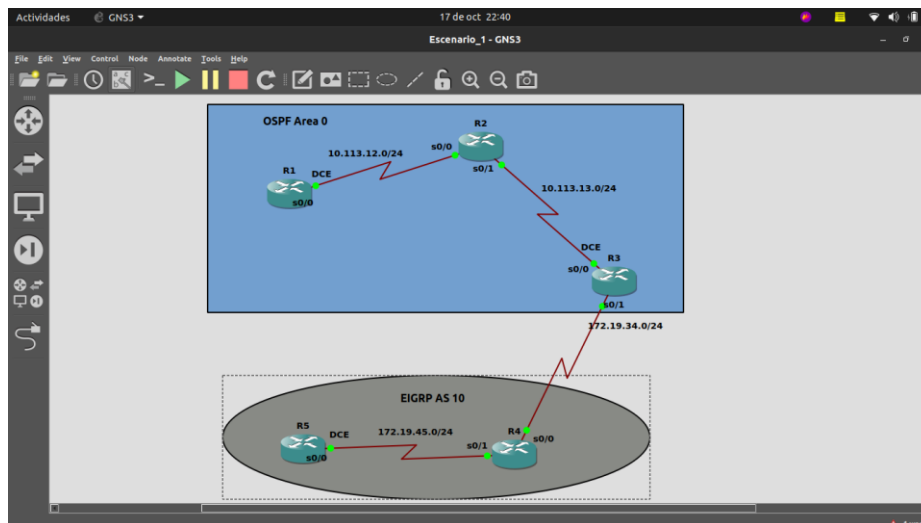 Actividades
GNS3
17 de oct 22:40
Escenario_1 - GNS3
File Edit View Control Node Annotate Tools Help
OSPF Area 0
R2
10.113.12.0/24
s0/0
R1
DCE
s0/1
s0/0
10.113.13.0/24
DCE
R3
s0/0
s0/1
172.19.34.0/24
EIGRP AS 10
R5
DCE
172.19.45.0/24
R4
s0/1
s0/0
s0/0